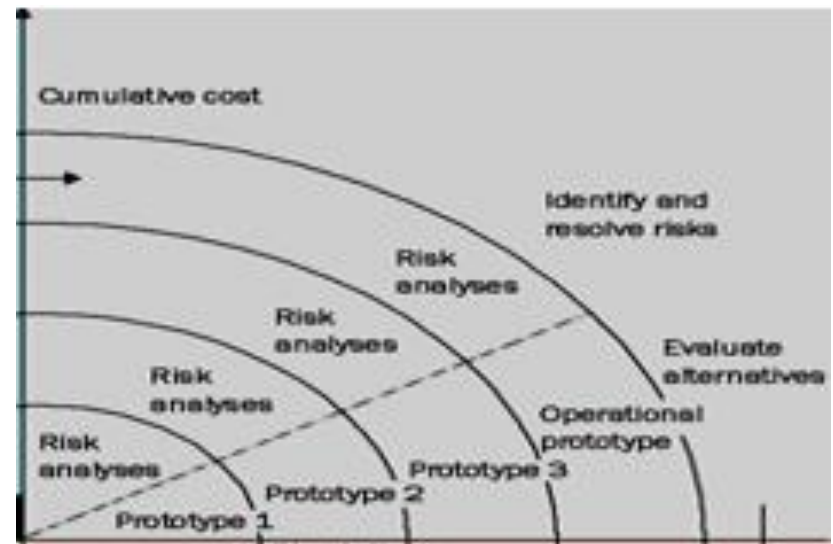 Cumulative cost
Identify and
resolve risks
Risk
analyses
Risk
analyses
Evaluate
alternatives
Risk
analyses
Operational
prototype
Risk
analyses
Prototype 3
Prototype 2
Prototype 1